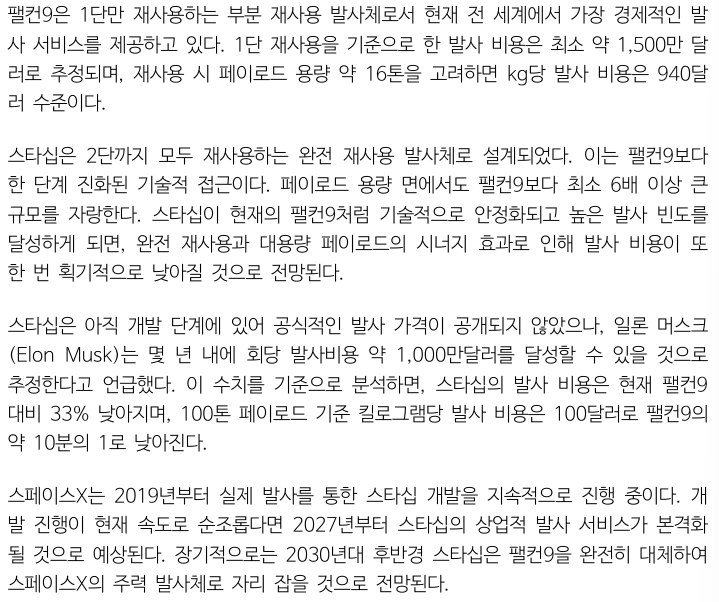 팰컨9은 1단만 재사용하는 부분 재사용 발사체로서 현재 전 세계에서 가장 경제적인 발
사 서비스를 제공하고 있다. 1단 재사용을 기준으로 한 발사 비용은 최소 약 1,500만 달
러로 추정되며, 재사용 시 페이로드 용량 약 16톤을 고려하면 kg당 발사 비용은 940달
러 수준이다.
스타십은 2단까지 모두 재사용하는 완전 재사용 발사체로 설계되었다. 이는 팰컨9보다
한 단계 진화된 기술적 접근이다. 페이로드 용량 면에서도 팰컨9보다 최소 6배 이상 큰
규모를 자랑한다. 스타십이 현재의 팰컨9처럼 기술적으로 안정화되고 높은 발사 빈도를
달성하게 되면, 완전 재사용과 대용량 페이로드의 시너지 효과로 인해 발사 비용이 또
한 번 획기적으로 낮아질 것으로 전망된다.
스타십은 아직 개발 단계에 있어 공식적인 발사 가격이 공개되지 않았으나, 일론 머스크
(Elon Musk)는 몇 년 내에 회당 발사비용 약 1,000만달러를 달성할 수 있을 것으로
추정한다고 언급했다. 이 수치를 기준으로 분석하면, 스타십의 발사 비용은 현재 팰컨9
대비 33% 낮아지며, 100톤 페이로드 기준 킬로그램당 발사 비용은 100달러로 팰컨9의
약 10분의 1로 낮아진다.
스페이스X는 2019년부터 실제 발사를 통한 스타십 개발을 지속적으로 진행 중이다. 개
발 진행이 현재 속도로 순조롭다면 2027년부터 스타십의 상업적 발사 서비스가 본격화
될 것으로 예상된다. 장기적으로는 2030년대 후반경 스타십은 팰컨9을 완전히 대체하여
스페이스X의 주력 발사체로 자리 잡을 것으로 전망된다.